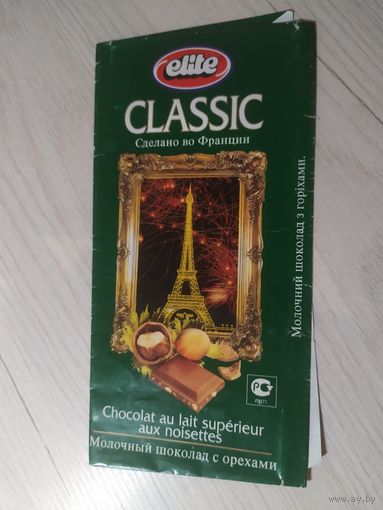 elite
CLASSIC
Сделано во Франции
Молочний шоколад з горіхами.
Chocolat au lait supérieur
aux noisettes
Молочный шоколад с орехами
www.ay.by